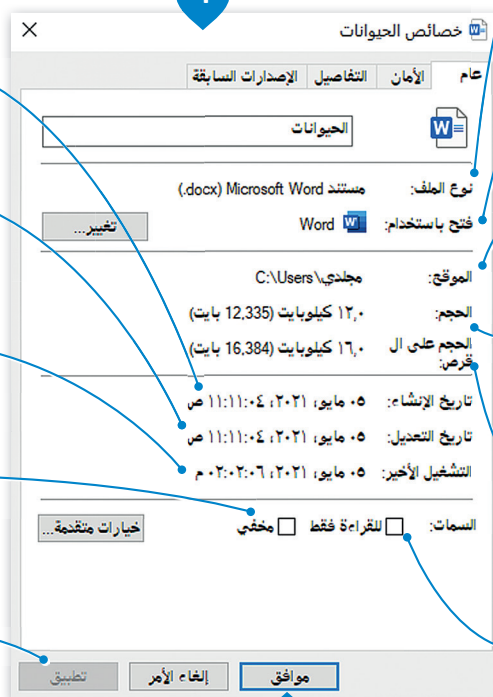 خصائص الحيوانات
عام الأمان التفاصيل الإصدارات السابقة
الحيوانات
نوع الملف: مستند Microsoft Word (.docx)
فتح باستخدام: Word تغيير...
الموقع: C:\Users\مجلدي
الحجم: ١٢,٠ كيلوبايت (12,335 بايت)
الحجم على ال
قرص: ١٦,٠ كيلوبايت (16,384 بايت)
تاريخ الإنشاء: ٠٥ مايو، ٢٠٢١، ١١:١١:٠٤ ص
تاريخ التعديل: ٠٥ مايو، ٢٠٢١، ١١:١١:٠٤ ص
التشغيل الأخير: ٠٥ مايو، ٢٠٢١، ٠٢:٠٢:٠٦ م
السمات: للقراءة فقط مخفي خيارات متقدمة...
موافق إلغاء الأمر تطبيق